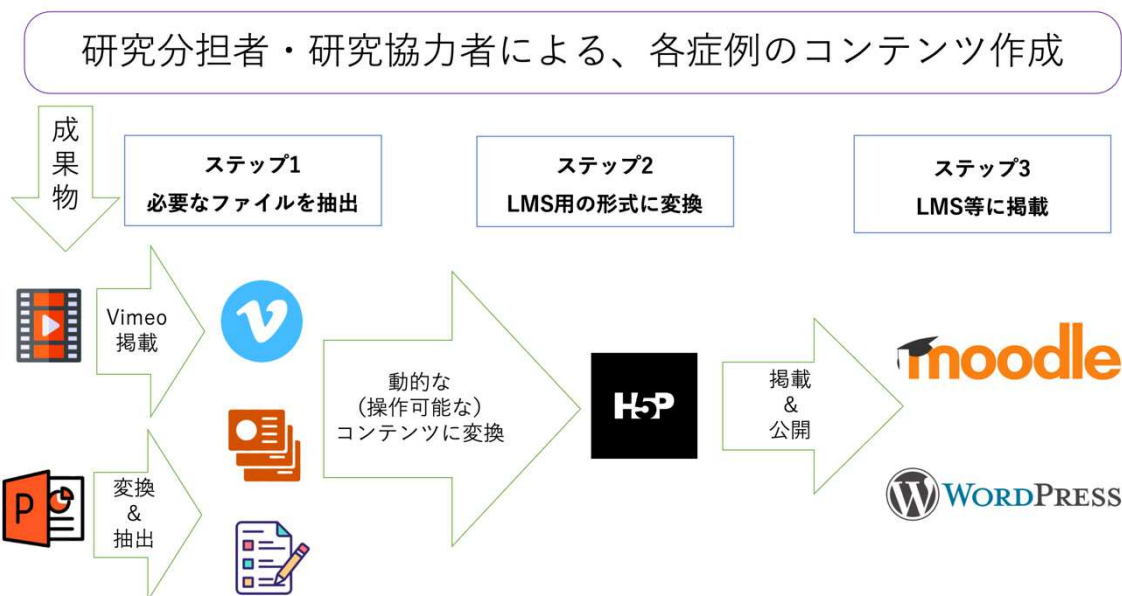 研究分担者・研究協力者による、各症例のコンテンツ作成
成果物
ステップ1
必要なファイルを抽出
ステップ2
LMS用の形式に変換
ステップ3
LMS等に掲載
Vimeo
掲載
動的な
(操作可能な)
コンテンツに変換
H5P
掲載
&
公開
moodle
P
変換
&
抽出
WORDPRESS